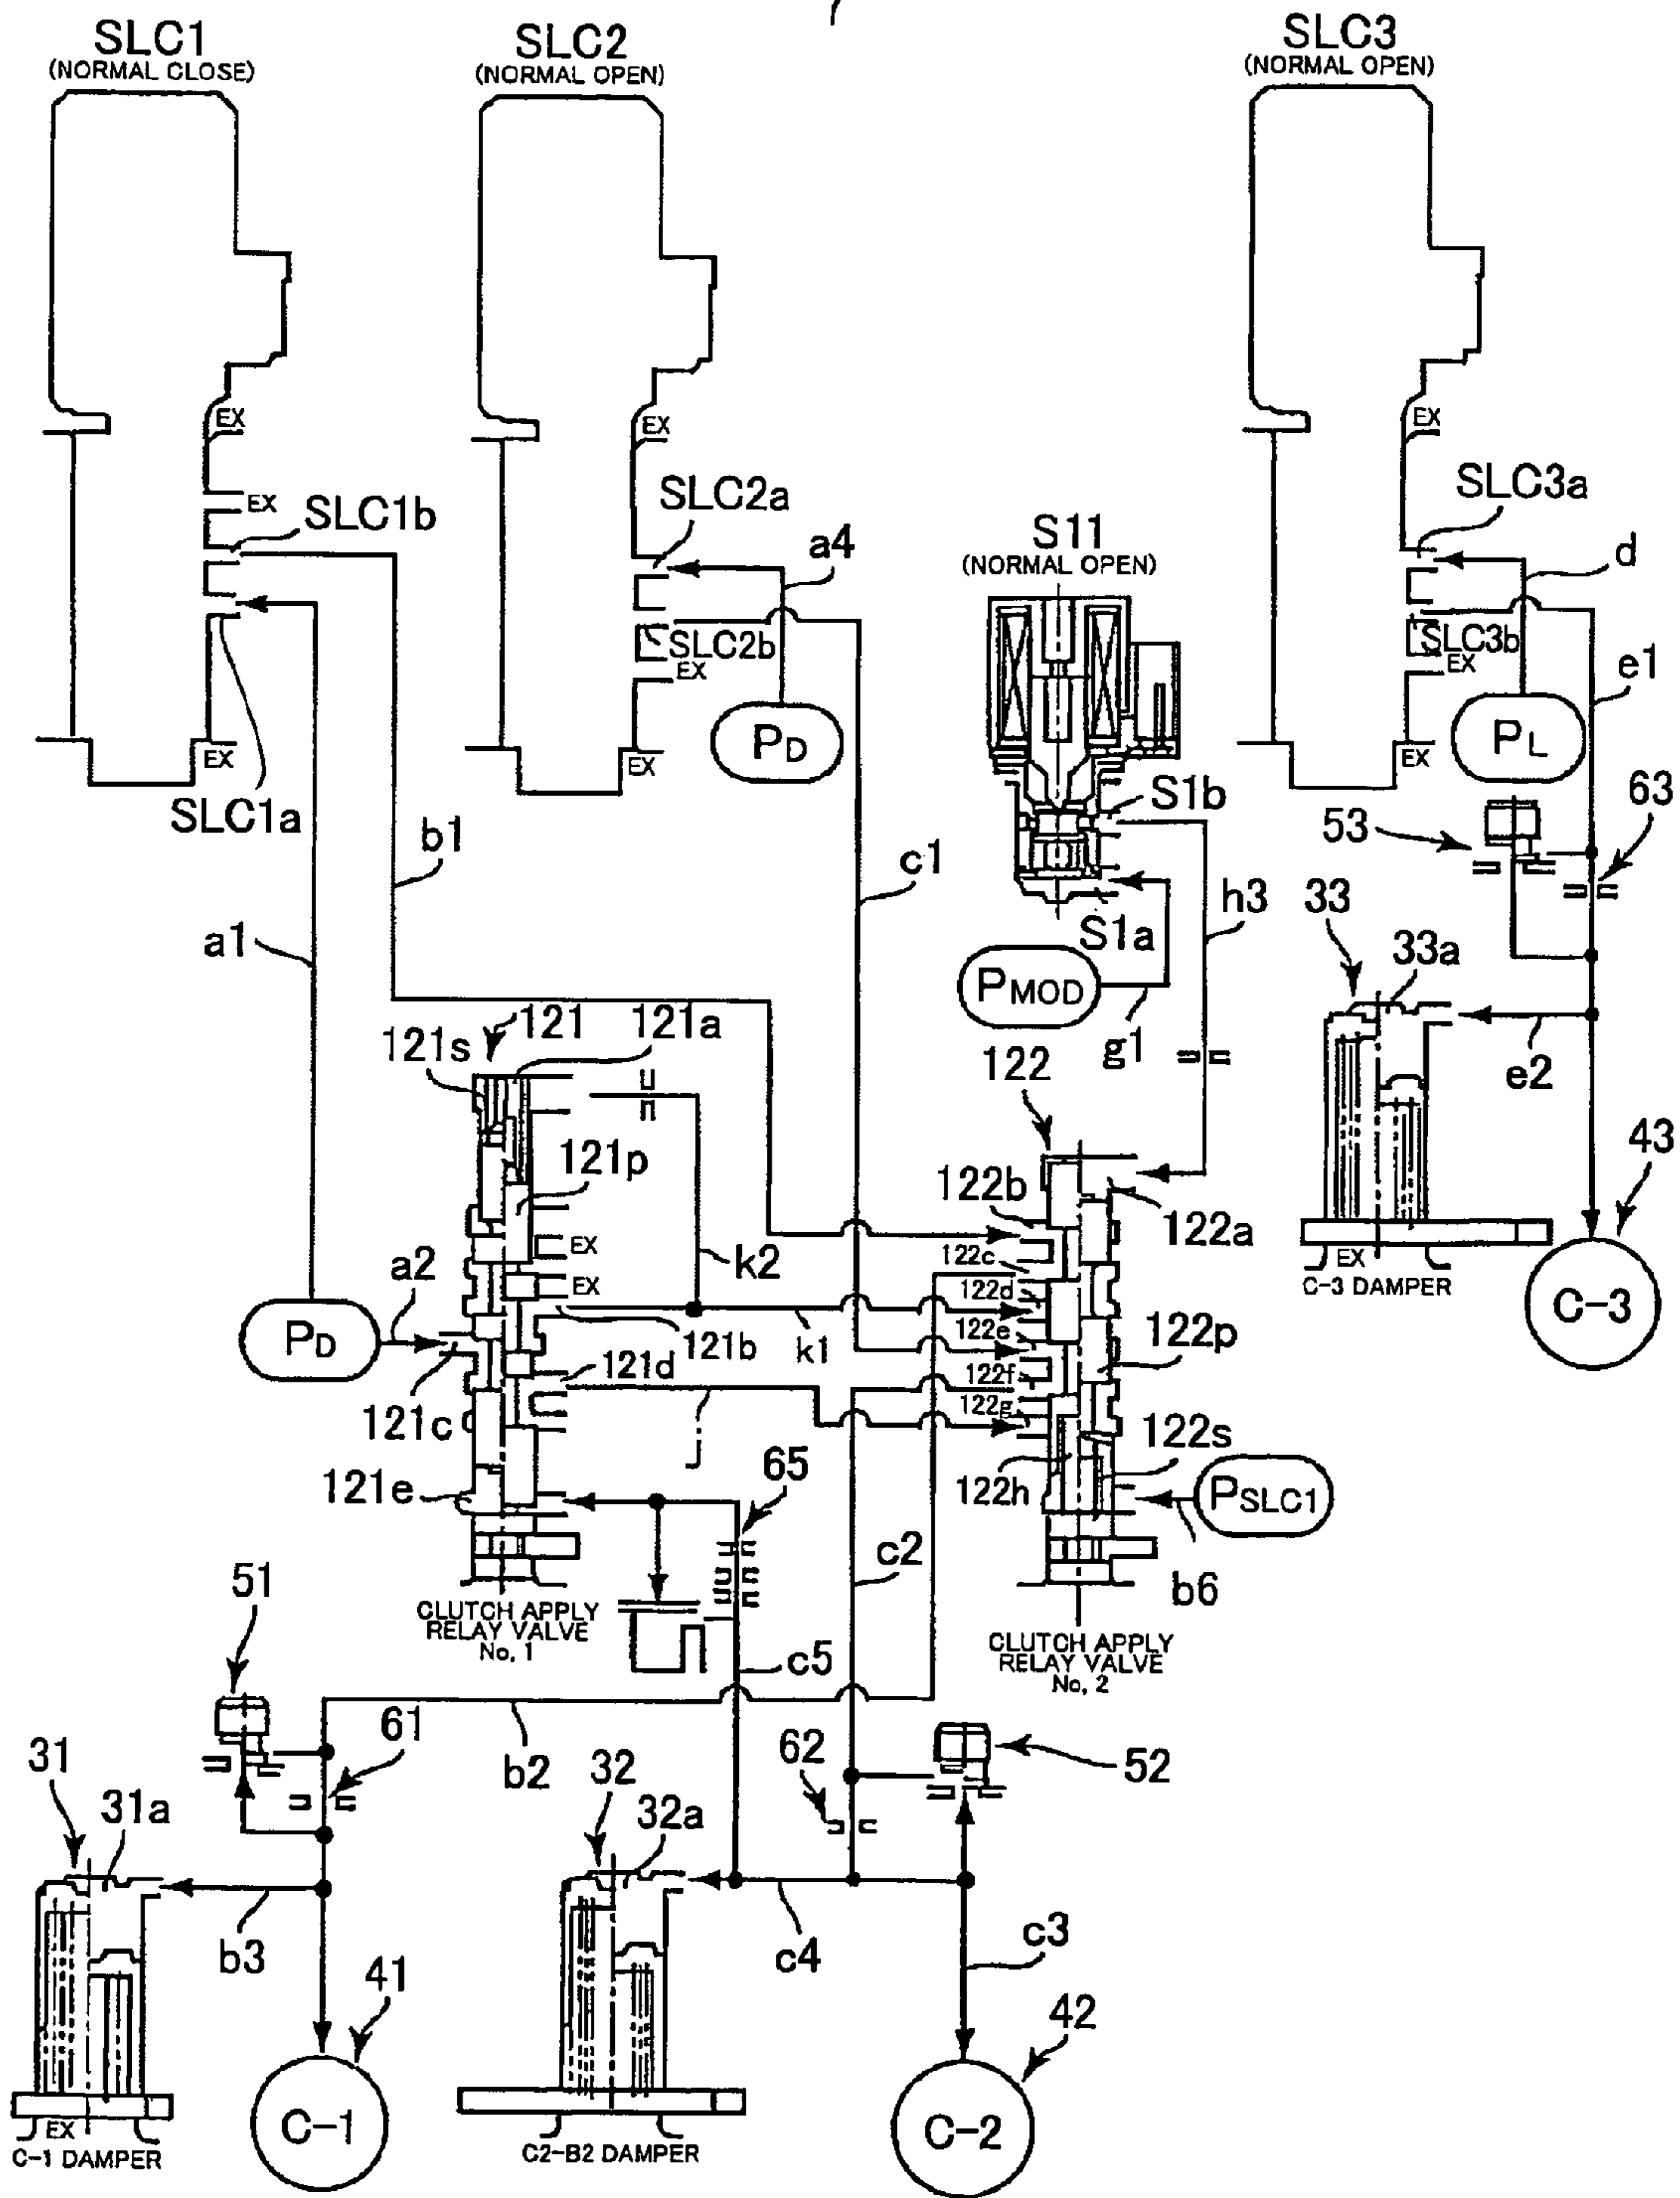 SLC1
(NORMAL CLOSE)
SLC2
(NORMAL OPEN)
SLC3
(NORMAL OPEN)
EX
EX
EX
EX
SLC1b
SLC2a
a4
SLC3a
d
S11
(NORMAL OPEN)
SLC2b
EX
SLC3b
EX
e1
PD
PL
EX
EX
EX
SLC1a
b1
c1
S1b
53
63
a1
h3
S1a
33
33a
PMOD
g1
e2
121s
121
121a
122
121p
122b
122a
43
EX
k2
122c
EX
C-3 DAMPER
C-3
a2
EX
122d
PD
121b
k1
122e
122p
121d
122f
121c
122g
122s
65
121e
122h
PSLC1
c2
b6
51
CLUTCH APPLY
RELAY VALVE
No. 1
CLUTCH APPLY
RELAY VALVE
No. 2
c5
61
31
31a
b2
62
32
32a
52
b3
c4
c3
41
42
C-1
C-2
EX
C-1 DAMPER
C2-B2 DAMPER